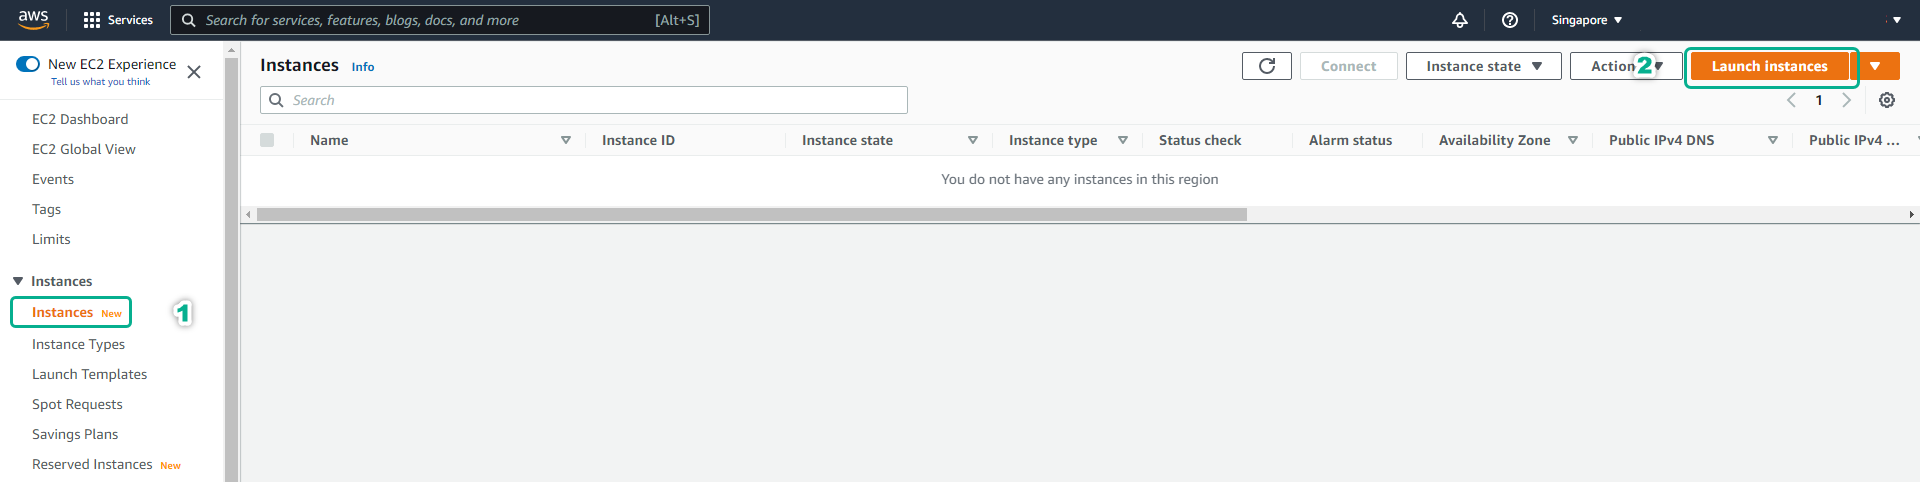 aws
Services
Search for services, features, blogs, docs, and more [Alt+S]
Singapore
New EC2 Experience
Tell us what you think
EC2 Dashboard
EC2 Global View
Events
Tags
Limits
Instances
Instances New
1
Instance Types
Launch Templates
Spot Requests
Savings Plans
Reserved Instances New
Instances Info
Connect
Instance state
Action
2
Launch instances
Search
1
Name
Instance ID
Instance state
Instance type
Status check
Alarm status
Availability Zone
Public IPv4 DNS
Public IPv4 ...
You do not have any instances in this region